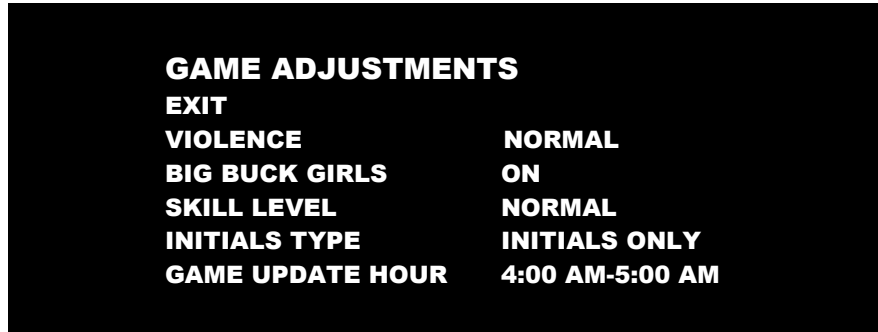 GAME ADJUSTMENTS
EXIT
VIOLENCE NORMAL
BIG BUCK GIRLS ON
SKILL LEVEL NORMAL
INITIALS TYPE INITIALS ONLY
GAME UPDATE HOUR 4:00 AM-5:00 AM